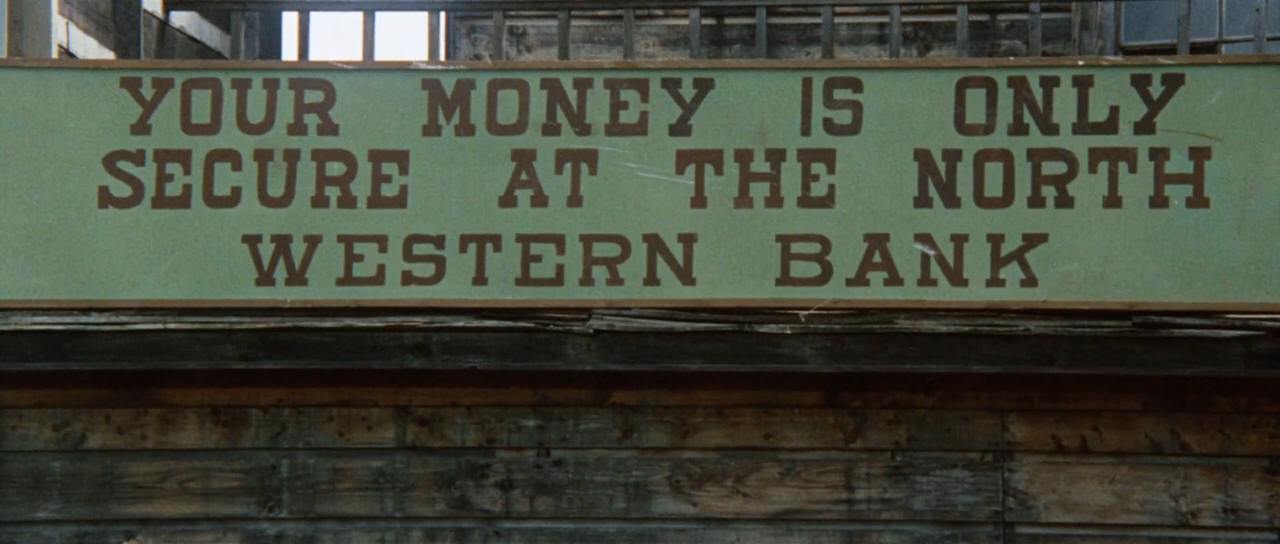 YOUR MONEY IS ONLY
SECURE AT THE NORTH
WESTERN BANK